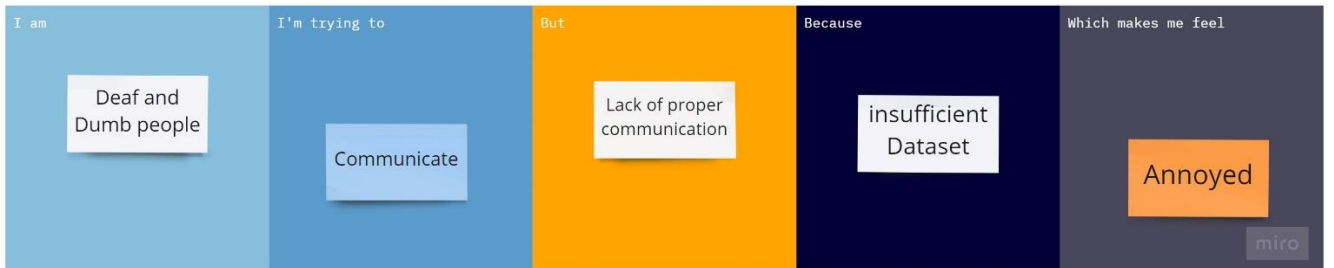 I am
Deaf and
Dumb people
I'm trying to
Communicate
But
Lack of proper
communication
Because
insufficient
Dataset
Which makes me feel
Annoyed
miro